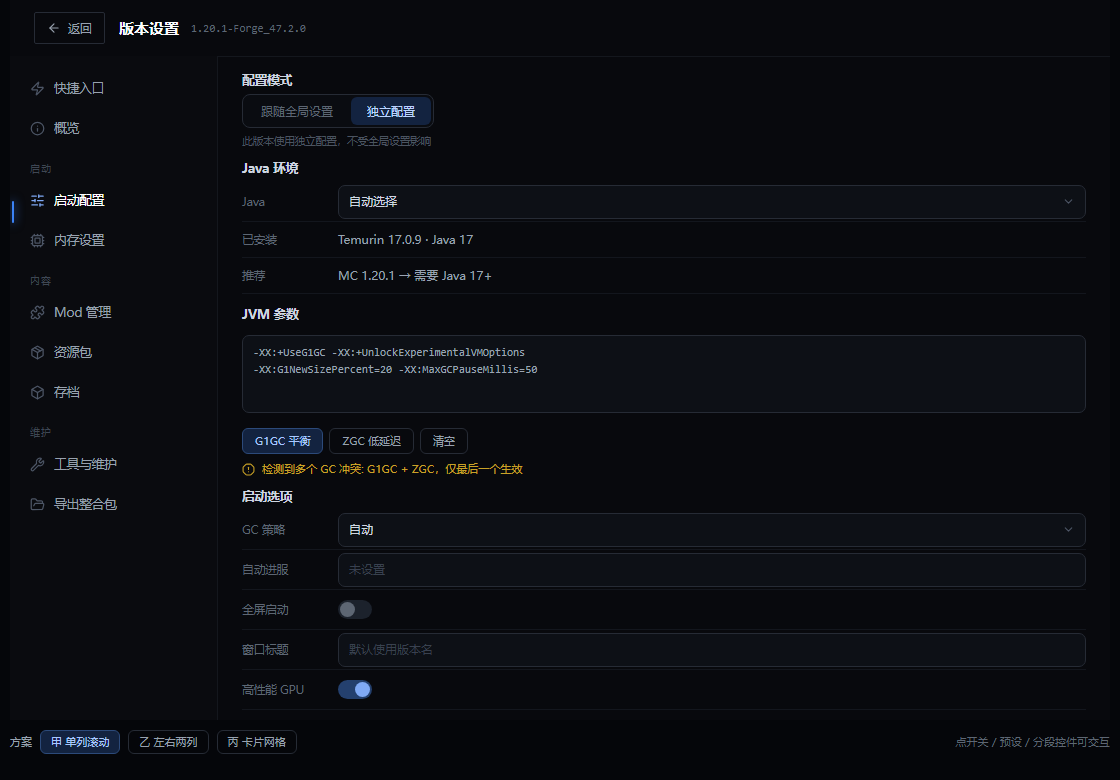 返回 版本设置 1.20.1-Forge_47.2.0
快捷入口
概览
启动
启动配置
内存设置
内容
Mod 管理
资源包
存档
维护
工具与维护
导出整合包
配置模式
跟随全局设置 独立配置
此版本使用独立配置，不受全局设置影响
Java 环境
Java 自动选择
已安装 Temurin 17.0.9 · Java 17
推荐 MC 1.20.1 → 需要 Java 17+
JVM 参数
-XX:+UseG1GC -XX:+UnlockExperimentalVMOptions
-XX:G1NewSizePercent=20 -XX:MaxGCPauseMillis=50
G1GC 平衡 ZGC 低延迟 清空
检测到多个 GC 冲突: G1GC + ZGC，仅最后一个生效
启动选项
GC 策略 自动
自动进服 未设置
全屏启动
窗口标题 默认使用版本名
高性能 GPU
方案 甲 单列滚动 乙 左右两列 丙 卡片网格 点开关 / 预设 / 分段控件可交互